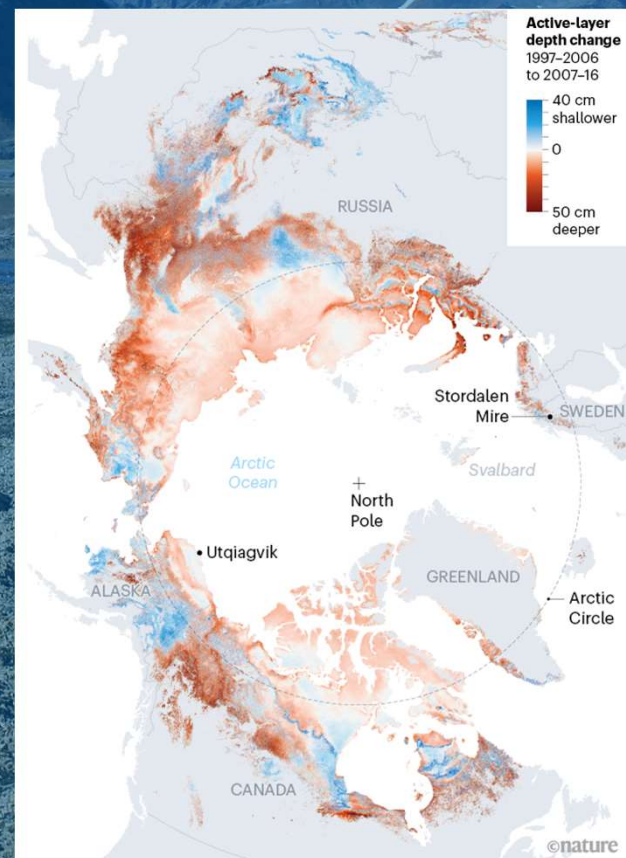 Active-layer
depth change
1997–2006
to 2007–16
40 cm
shallower
0
50 cm
deeper
RUSSIA
Stordalen
Mire
SWEDEN
Arctic
Ocean
Svalbard
North
Pole
Utqiagvik
GREENLAND
ALASKA
Arctic
Circle
CANADA
©nature